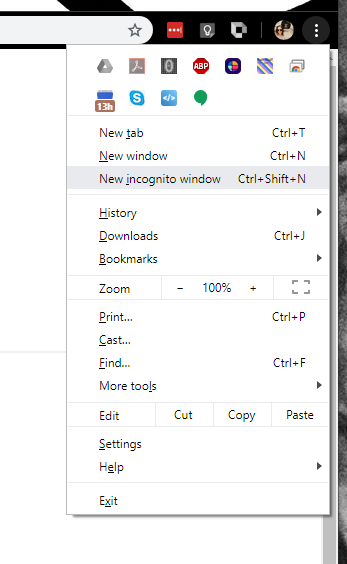 ABP
13h
New tab Ctrl+T
New window Ctrl+N
New incognito window Ctrl+Shift+N
History
Downloads Ctrl+J
Bookmarks
Zoom − 100% +
Print... Ctrl+P
Cast...
Find... Ctrl+F
More tools
Edit Cut Copy Paste
Settings
Help
Exit